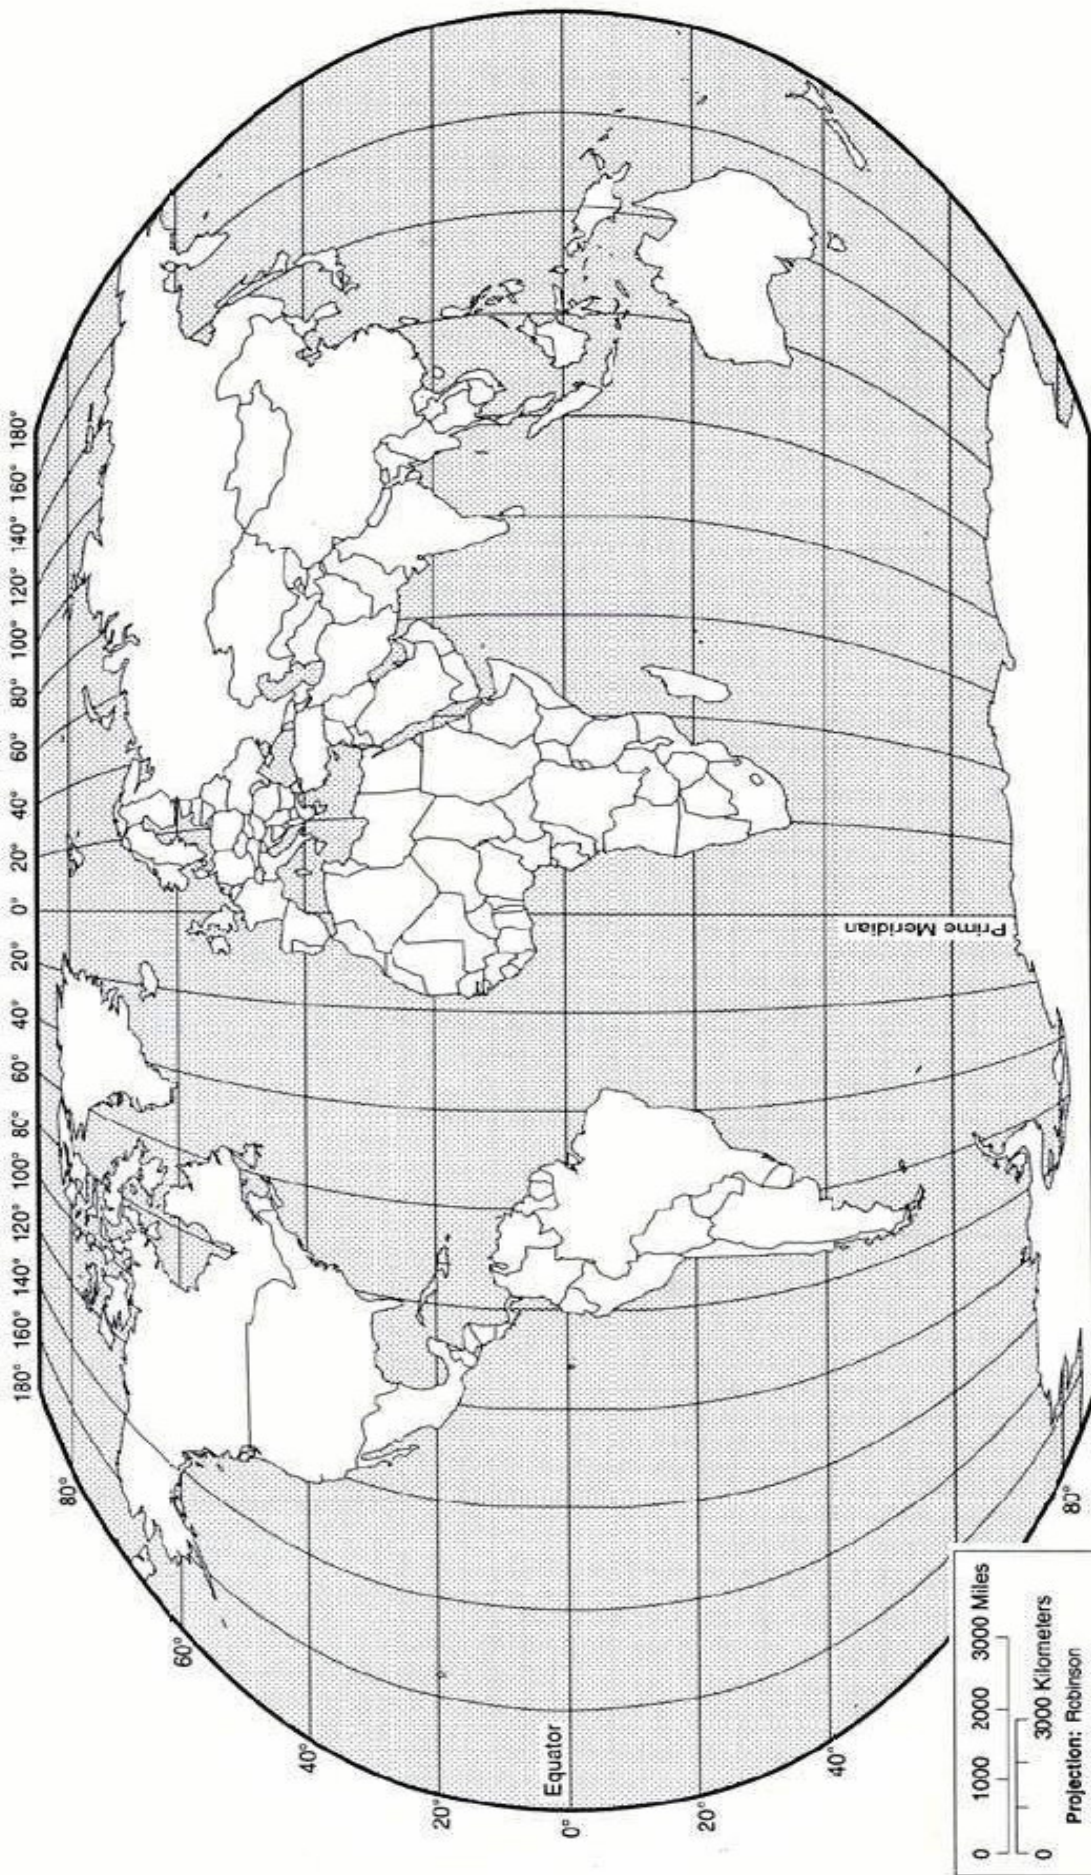 180° 160° 140° 120° 100° 80° 60° 40° 20° 0° 20° 40° 60° 80° 100° 120° 140° 160° 180°
80°
60°
40°
20°
Equator
0°
20°
40°
Prime Meridian
80°
0 1000 2000 3000 Miles
0 3000 Kilometers
Projection: Robinson